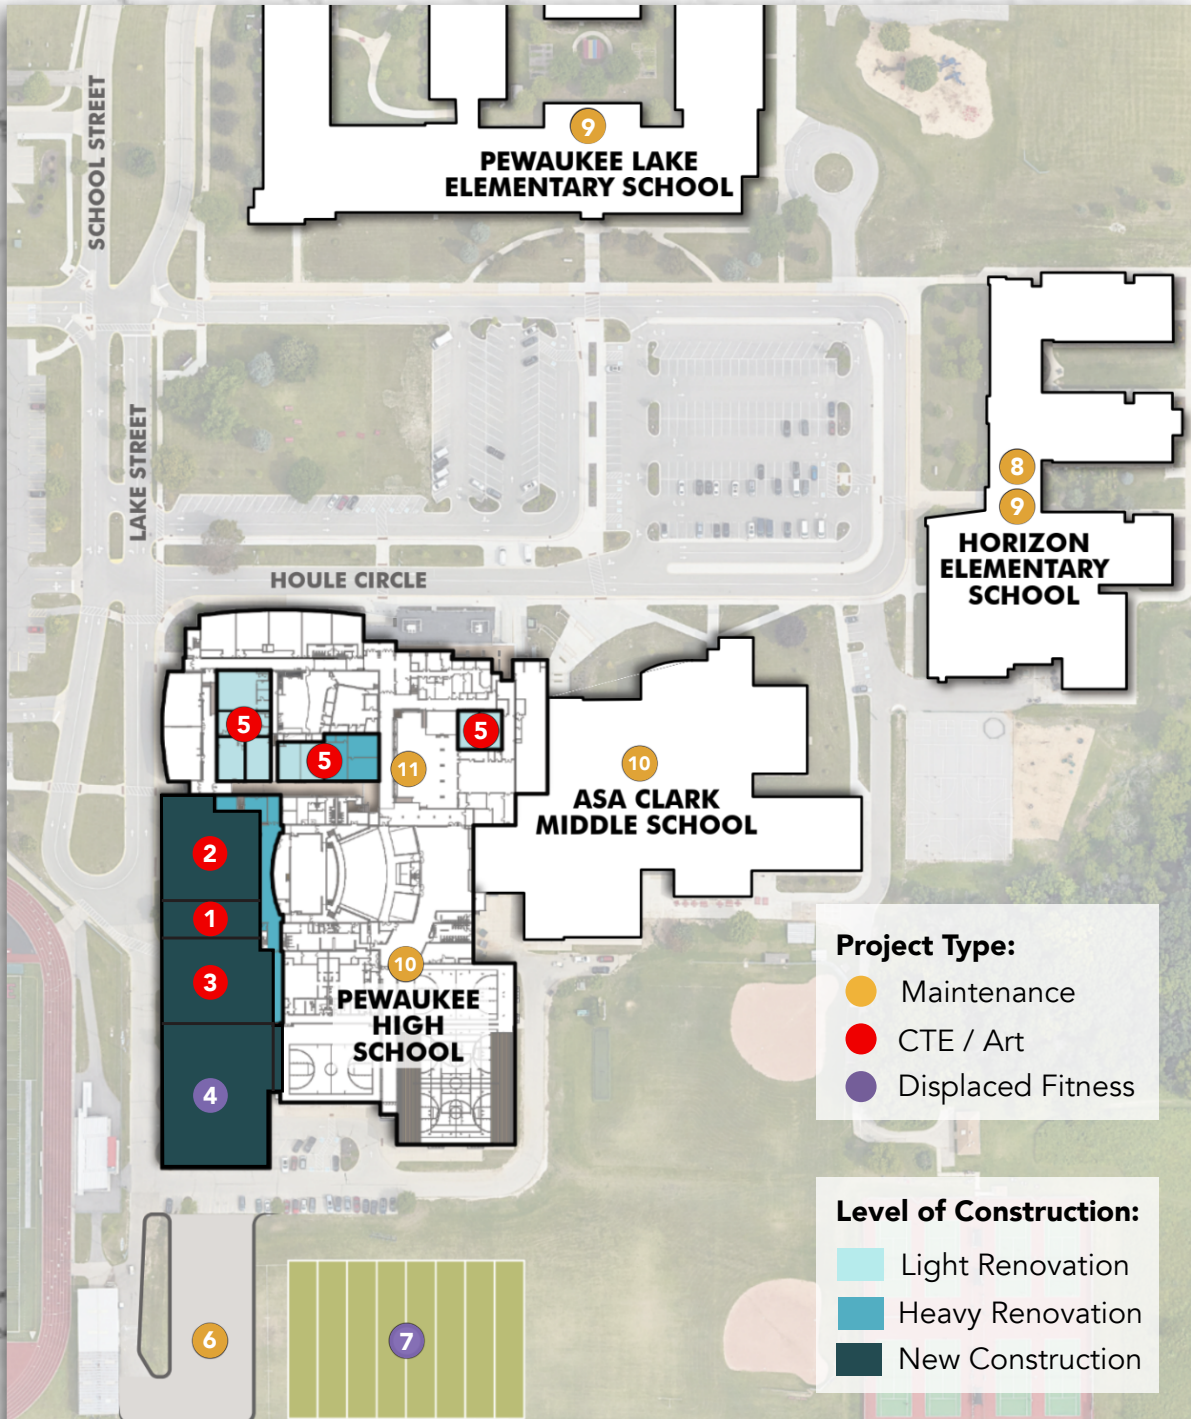 SCHOOL STREET
9
PEWAUKEE LAKE
ELEMENTARY SCHOOL
LAKE STREET
8
9
HORIZON
ELEMENTARY
SCHOOL
HOULE CIRCLE
5
5
5
11
10
ASA CLARK
MIDDLE SCHOOL
2
1
3
10
PEWAUKEE
HIGH
SCHOOL
4
6
7
Project Type:
Maintenance
CTE / Art
Displaced Fitness
Level of Construction:
Light Renovation
Heavy Renovation
New Construction